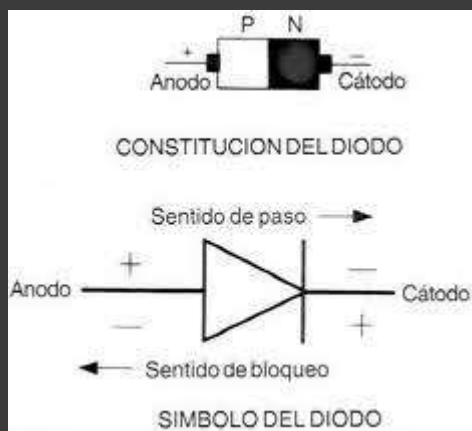 P N
+ −
Anodo Cátodo
CONSTITUCION DEL DIODO
Sentido de paso
+ −
Anodo Cátodo
− +
Sentido de bloqueo
SIMBOLO DEL DIODO